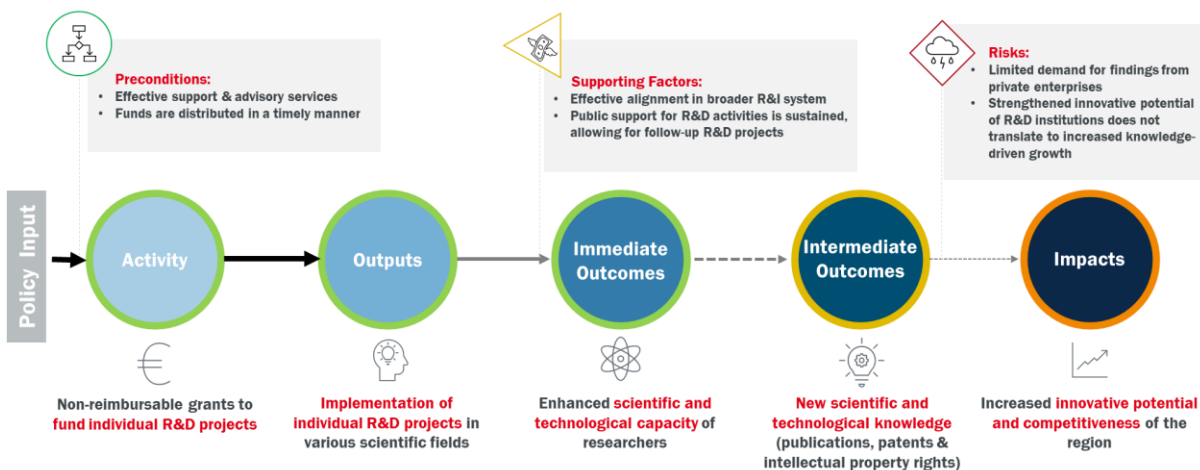 Preconditions:
• Effective support & advisory services
• Funds are distributed in a timely manner
Supporting Factors:
• Effective alignment in broader R&I system
• Public support for R&D activities is sustained,
allowing for follow-up R&D projects
Risks:
• Limited demand for findings from
private enterprises
• Strengthened innovative potential
of R&D institutions does not
translate to increased knowledge-
driven growth
Policy Input
Activity
Outputs
Immediate
Outcomes
Intermediate
Outcomes
Impacts
Non-reimbursable grants to
fund individual R&D projects
Implementation of
individual R&D projects in
various scientific fields
Enhanced scientific and
technological capacity of
researchers
New scientific and
technological knowledge
(publications, patents &
intellectual property rights)
Increased innovative potential
and competitiveness of the
region